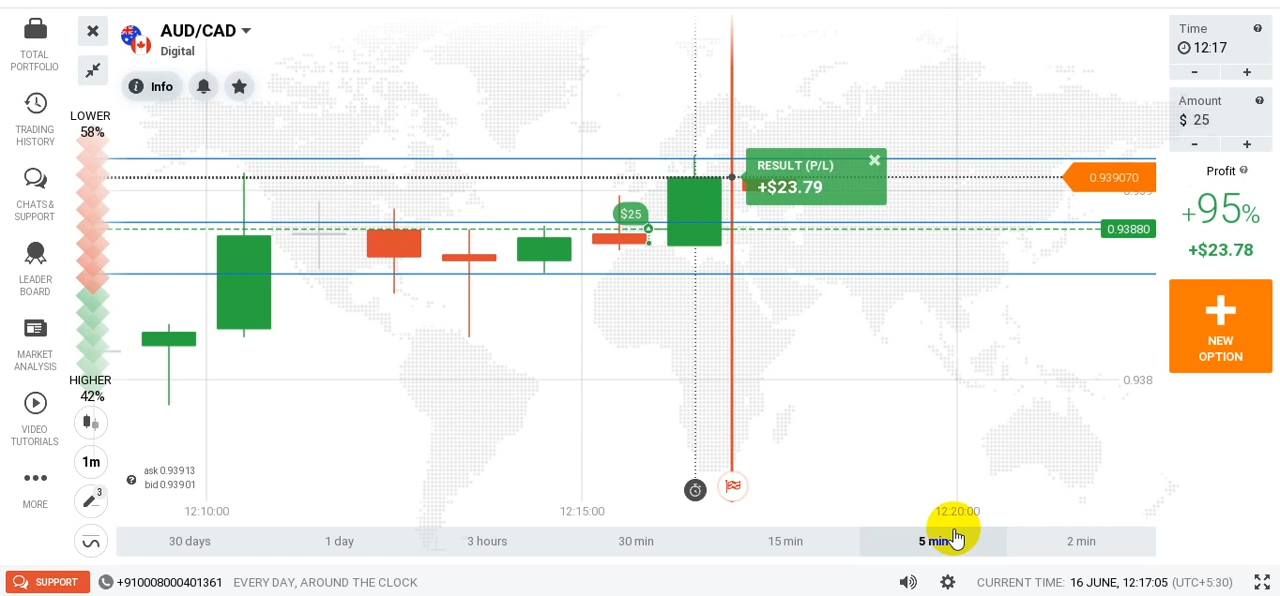 TOTAL
PORTFOLIO
TRADING
HISTORY
CHATS &
SUPPORT
LEADER
BOARD
MARKET
ANALYSIS
VIDEO
TUTORIALS
MORE
AUD/CAD
Digital
i Info
LOWER
58%
HIGHER
42%
1m
3
ask 0.93913
bid 0.93901
$25
RESULT (P/L)
+$23.79
0.939070
0.939
0.93880
0.938
12:10:00
12:15:00
12:20:00
30 days
1 day
3 hours
30 min
15 min
5 min
2 min
Time ?
12:17
- +
Amount ?
$ 25
- +
Profit ?
+95%
+$23.78
NEW
OPTION
SUPPORT
+910008000401361
EVERY DAY, AROUND THE CLOCK
CURRENT TIME: 16 JUNE, 12:17:05 (UTC+5:30)